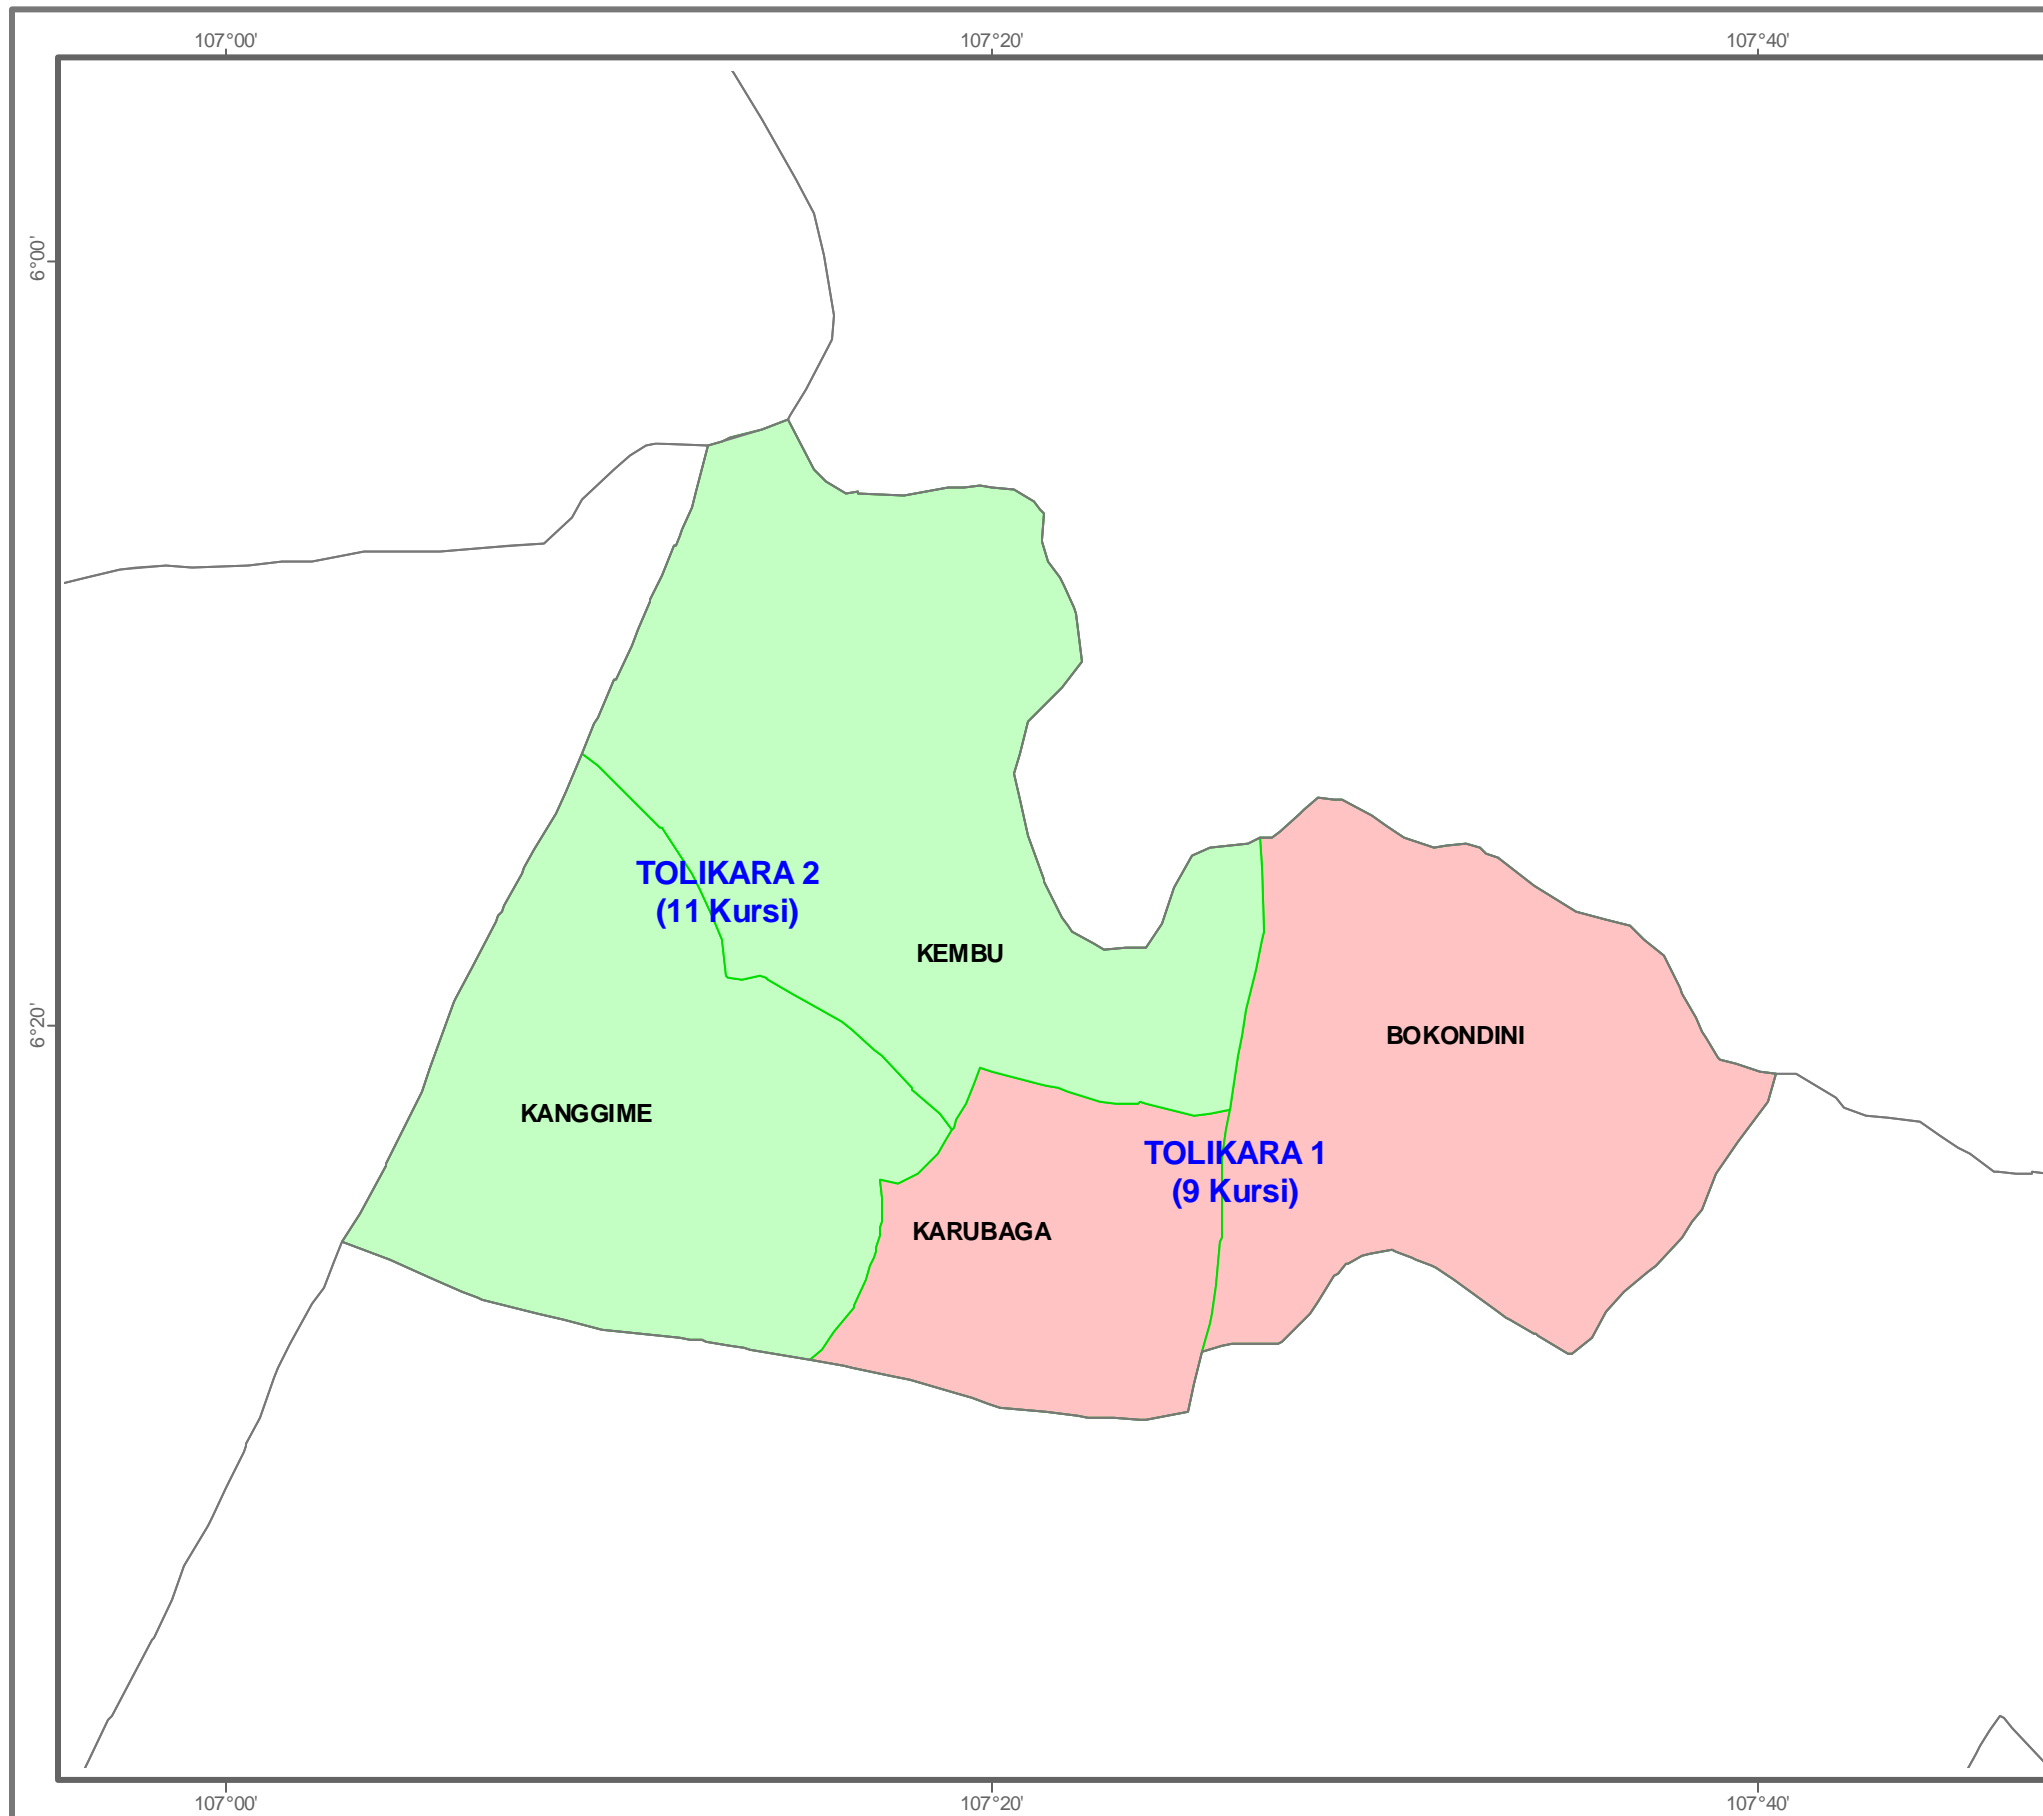 107°00'
107°20'
107°40'
6°00'
TOLIKARA 2
(11 Kursi)
KEMBU
6°20'
BOKONDINI
KANGGIME
TOLIKARA 1
(9 Kursi)
KARUBAGA
107°00'
107°20'
107°40'